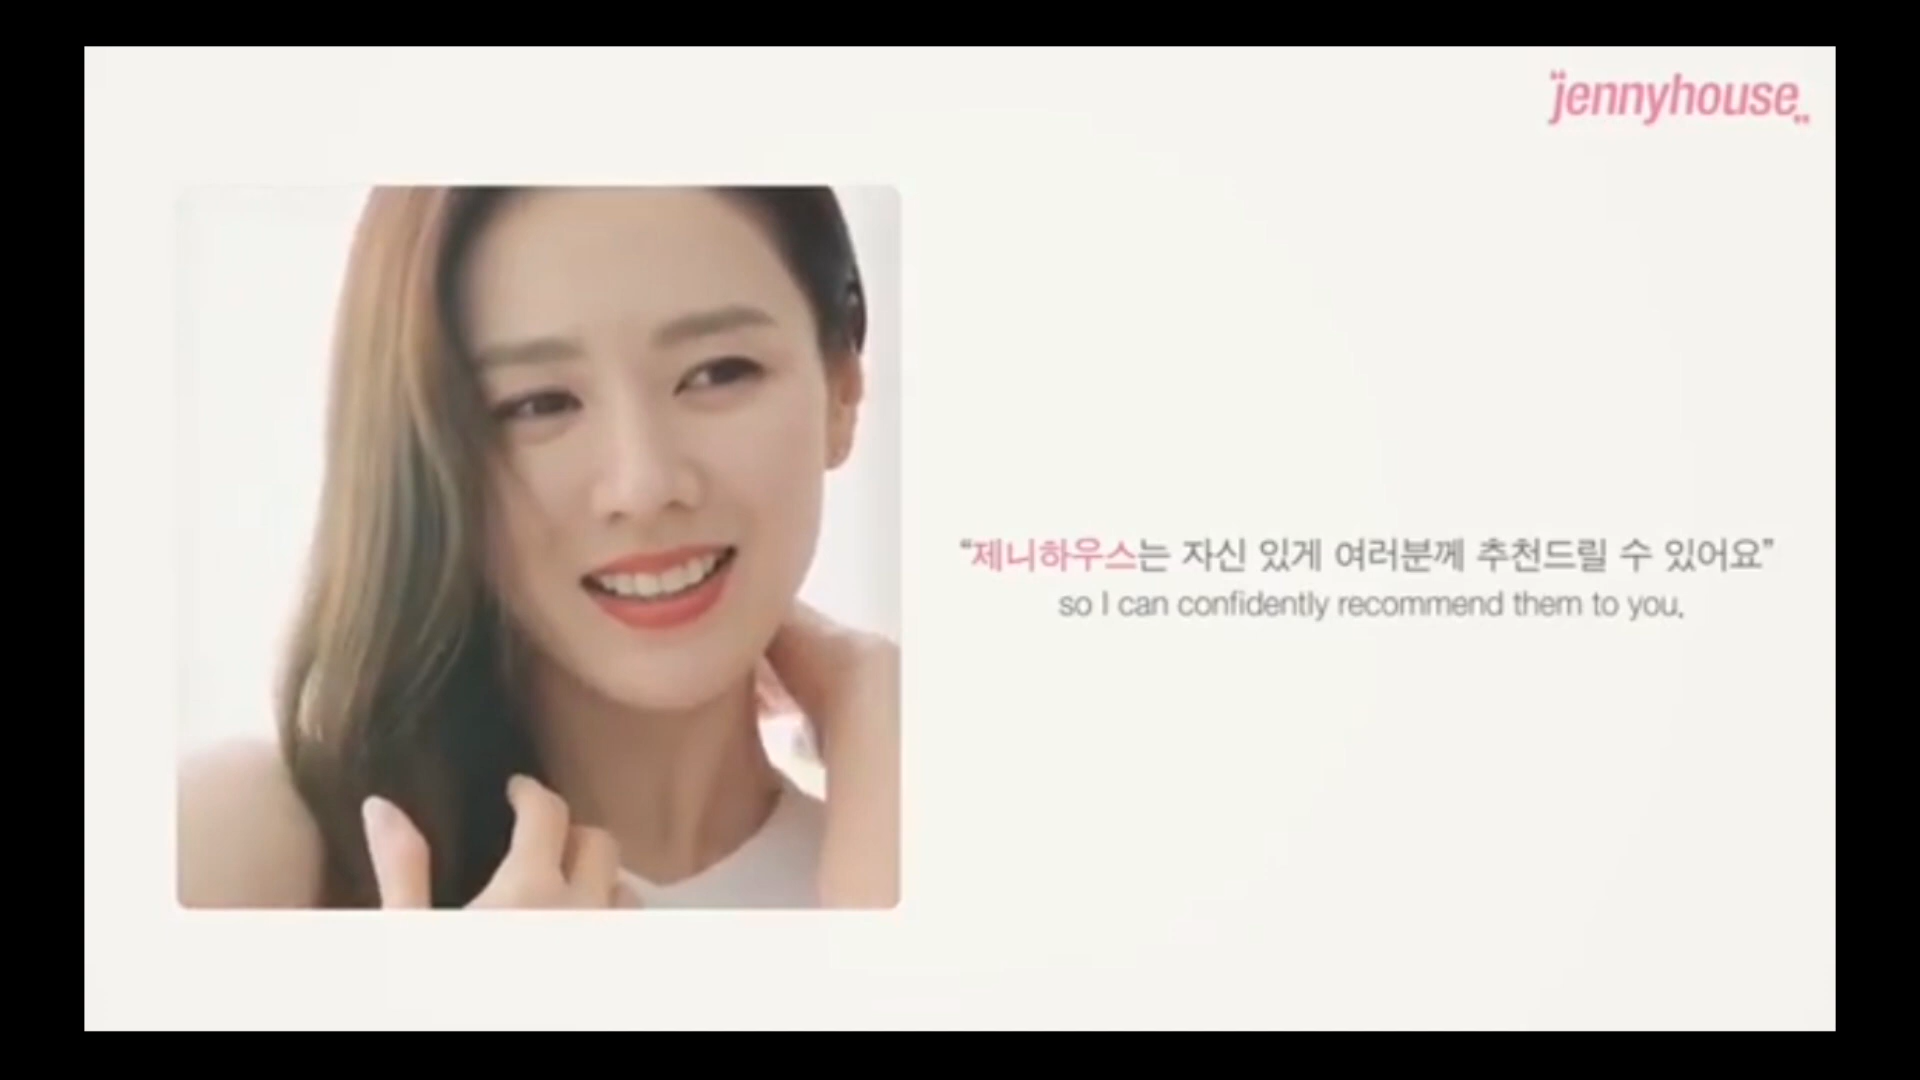 jennyhouse
“제니하우스는 자신 있게 여러분께 추천드릴 수 있어요”
so I can confidently recommend them to you.